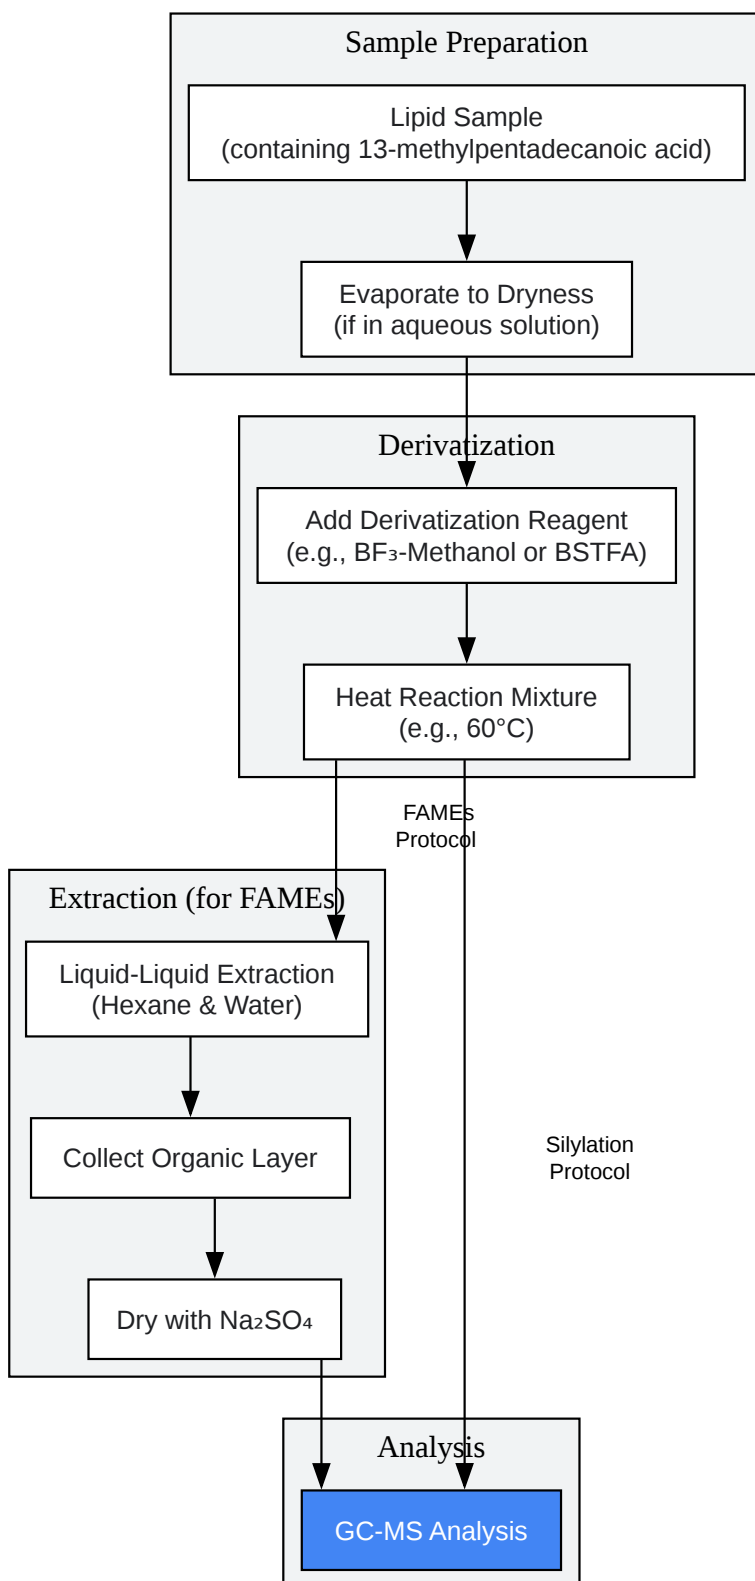 Sample Preparation
Lipid Sample
(containing 13-methylpentadecanoic acid)
Evaporate to Dryness
(if in aqueous solution)
Derivatization
Add Derivatization Reagent
(e.g., BF₃-Methanol or BSTFA)
Heat Reaction Mixture
(e.g., 60°C)
FAMEs
Protocol
Extraction (for FAMEs)
Liquid-Liquid Extraction
(Hexane & Water)
Collect Organic Layer
Silylation
Protocol
Dry with Na₂SO₄
Analysis
GC-MS Analysis